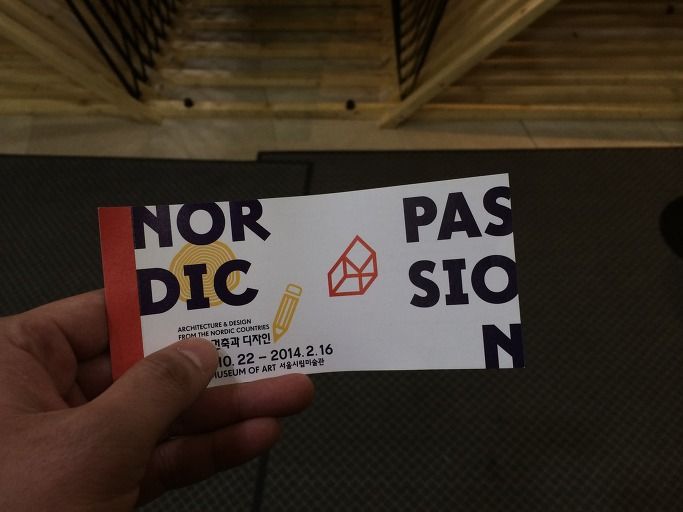 NOR
DIC
PAS
SIO
N
ARCHITECTURE & DESIGN
FROM THE NORDIC COUNTRIES
건축과 디자인
10. 22 – 2014. 2. 16
MUSEUM OF ART 서울시립미술관